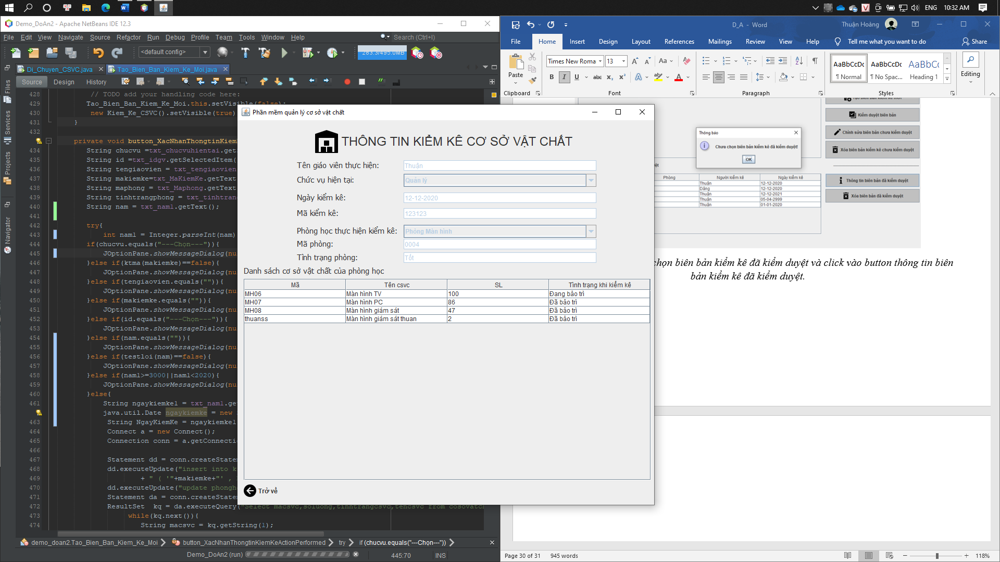 ENG 10:32 AM
Demo_DoAn2 - Apache NetBeans IDE 12.3
File Edit View Navigate Source Refactor Run Debug Profile Team Tools Window Help
Search (Ctrl+I)
<default config>
283.3/495.0MB
Di_Chuyen_CSVC.java
Tao_Bien_Ban_Kiem_Ke_Moi.java
Source Design History
Files
Services
Projects
Navigator
428 // TODO add your handling code here:
429 Tao_Bien_Ban_Kiem_Ke_Moi.this.setVisible(false);
430 new Kiem_Ke_CSVC().setVisible(true)
431 }
432
private void button_XacNhanThongtinKiem
434 String chucvu =txt_chucvuhientai.get
435 String id =txt_idgv.getSelectedItem(
436 String tengiaovien = txt_tengiaovien
437 String makiemke=txt_MaKiemKe.getText
438 String maphong = txt_Maphong.getText
439 String tinhtrangphong = txt_tinhtran
440 String nam = txt_nam1.getText();
441
442 try{
443 int nam1 = Integer.parseInt(nam)
444 if(chucvu.equals("---Chọn---")){
445 JOptionPane.showMessageDialog(nu
446 }else if(ktma(makiemke)==false){
447 JOptionPane.showMessageDialog(nu
448 }else if(tengiaovien.equals("")){
449 JOptionPane.showMessageDialog(nu
450 }else if(makiemke.equals("")){
451 JOptionPane.showMessageDialog(nu
452 }else if(id.equals("---Chọn---")){
453 JOptionPane.showMessageDialog(nu
454 }else if(nam.equals("")){
455 JOptionPane.showMessageDialog(nu
456 }else if(testloi(nam)==false){
457 JOptionPane.showMessageDialog(nu
458 }else if(nam1>=3000||nam1<2020){
459 JOptionPane.showMessageDialog(nu
460 }else{
461 String ngaykiemke1 = txt_nam1.ge
java.util.Date ngaykiemke = new
463 String NgayKiemKe = ngaykiemke1
464 Connect a = new Connect();
465 Connection conn = a.getConnecti
466
467 Statement dd = conn.createStatem
468 dd.executeUpdate("insert into k
469 + " ( '"+makiemke+"' ,
470 dd.executeUpdate("update phongh
471 Statement da = conn.createStatem
472 ResultSet kq = da.executeQuery("Select macsvc,soluong,tinhtrangcsvc,tencsvc from cosovatc
473 while(kq.next()){
474 String macsvc = kq.getString(1);
demo_doan2.Tao_Bien_Ban_Kiem_Ke_Moi button_XacNhanThongtinKiemKeActionPerformed try if (chucvu.equals("---Chọn---"))
Demo_DoAn2 (run) 445:70 INS
Phần mềm quản lý cơ sở vật chất
THÔNG TIN KIỂM KÊ CƠ SỞ VẬT CHẤT
Tên giáo viên thực hiện: Thuận
Chức vụ hiện tại: Quản lý
Ngày kiểm kê: 12-12-2020
Mã kiểm kê: 123123
Phòng học thực hiện kiểm kê: Phòng Màn hình
Mã phòng: 0004
Tình trạng phòng: Tốt
Danh sách cơ sở vật chất của phòng học
Mã Tên csvc SL Tình trạng khi kiểm kê
MH06 Màn hình TV 100 Đang bảo trì
MH07 Màn hình PC 86 Đã bảo trì
MH08 Màn hình giám sát 47 Đã bảo trì
thuanss Màn hình giám sát thuan 2 Đã bảo trì
Trở về
D_A - Word
Thuận Hoàng
File Home Insert Design Layout References Mailings Review View Help Tell me what you want to do Share
Paste
Times New Roma 13
Clipboard Font Paragraph Styles
AaBbCcDc AaBbCcDc AaBbCc
¶ Normal ¶ No Spac... Heading 1
Editing
Tạo biên bản kiểm kê mới
Kiểm duyệt biên bản
Chỉnh sửa biên bản chưa kiểm duyệt
Xóa biên bản kiểm kê chưa kiểm duyệt
Thông tin biên bản đã kiểm duyệt
Xóa biên bản đã kiểm duyệt
Thông báo
Chưa chọn biên bản kiểm kê đã kiểm duyệt!
OK
Phòng Người kiểm kê Ngày kiểm kê
Thuận 12-12-2020
Dâng 12-12-2020
Thuận 12-12-2021
Thuận 05-04-2999
Thuận 01-01-2020
chọn biên bản kiểm kê đã kiểm duyệt và click vào button thông tin biên
bản kiểm kê đã kiểm duyệt.
Page 30 of 31 945 words 118%